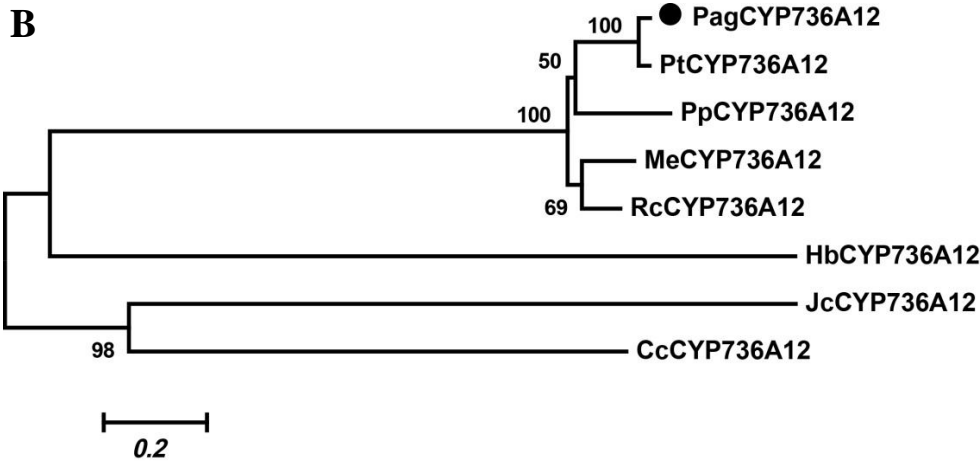 B
100
PagCYP736A12
PtCYP736A12
50
PpCYP736A12
100
MeCYP736A12
69
RcCYP736A12
HbCYP736A12
JcCYP736A12
98
CcCYP736A12
0.2